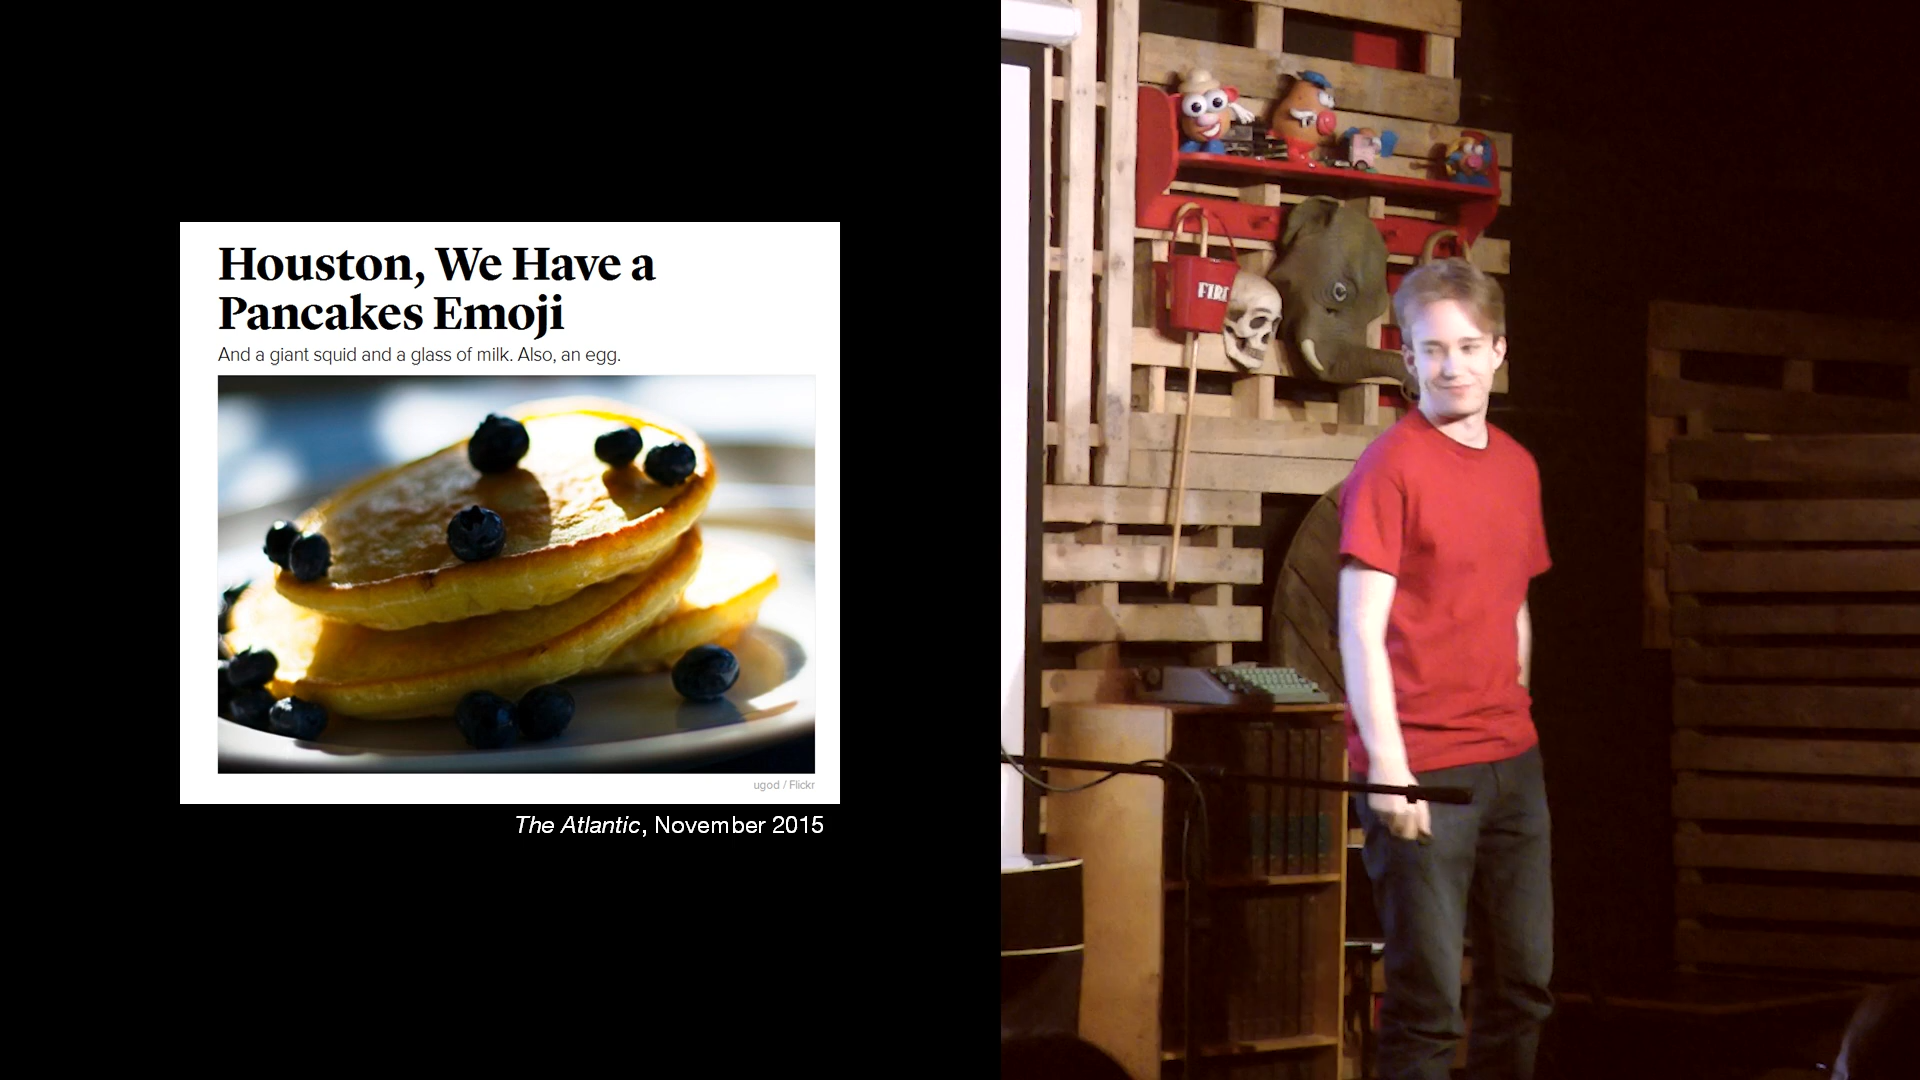 Houston, We Have a
Pancakes Emoji
And a giant squid and a glass of milk. Also, an egg.
ugod / Flickr
The Atlantic, November 2015
FIRE